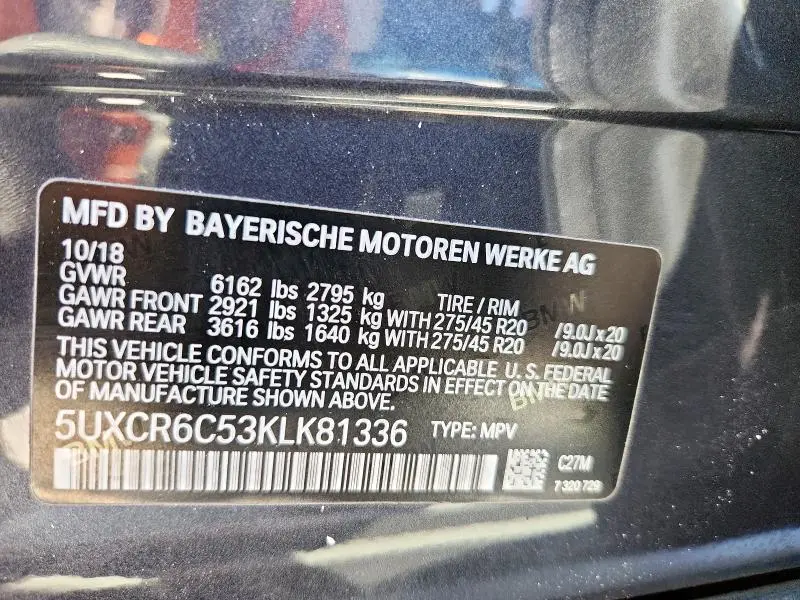 MFD BY BAYERISCHE MOTOREN WERKE AG
10/18
GVWR 6162 lbs 2795 kg TIRE / RIM
GAWR FRONT 2921 lbs 1325 kg WITH 275/45 R20 /9.0J x 20
GAWR REAR 3616 lbs 1640 kg WITH 275/45 R20 /9.0J x 20
THIS VEHICLE CONFORMS TO ALL APPLICABLE U. S. FEDERAL
MOTOR VEHICLE SAFETY STANDARDS IN EFFECT ON THE DATE
OF MANUFACTURE SHOWN ABOVE.
5UXCR6C53KLK81336 TYPE: MPV
C27M
7 320 729